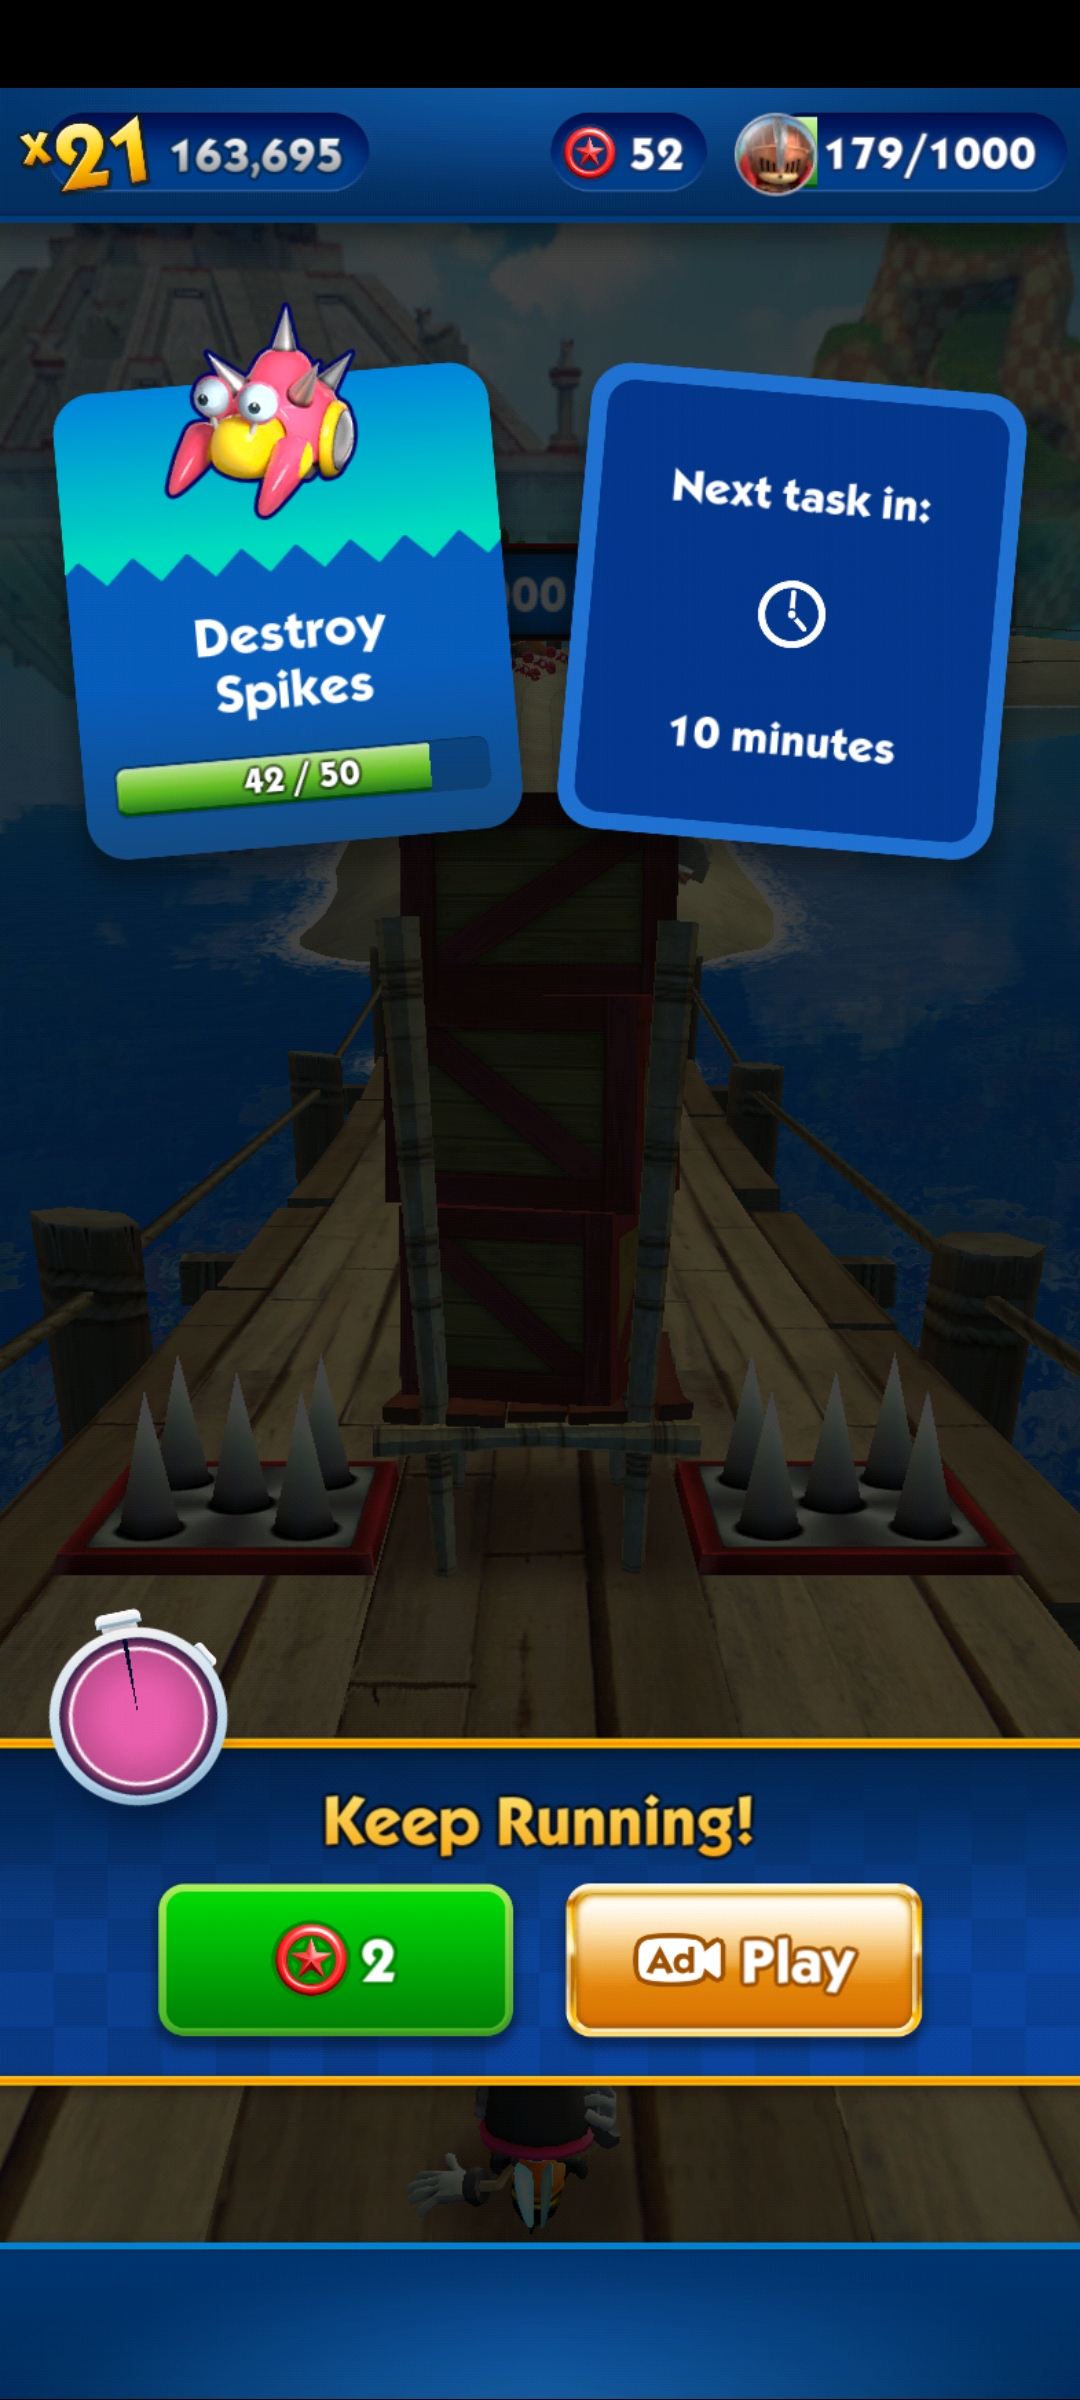 x21 163,695 52 179/1000
Destroy
Spikes
42 / 50
Next task in:
10 minutes
Keep Running!
2
Ad Play